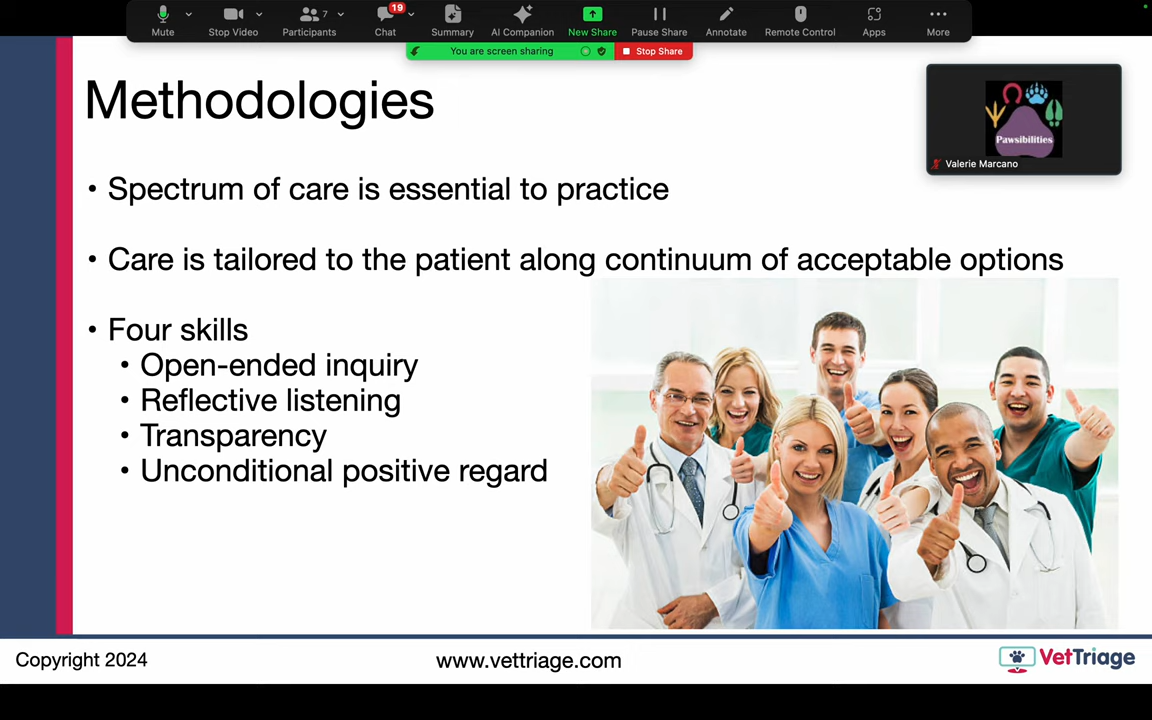 19
7
Mute
Stop Video
Participants
Chat
Summary
AI Companion
New Share
Pause Share
Annotate
Remote Control
Apps
More
You are screen sharing
Stop Share
Methodologies
Pawsibilities
Valerie Marcano
• Spectrum of care is essential to practice
• Care is tailored to the patient along continuum of acceptable options
• Four skills
• Open-ended inquiry
• Reflective listening
• Transparency
• Unconditional positive regard
Copyright 2024
www.vettriage.com
VetTriage